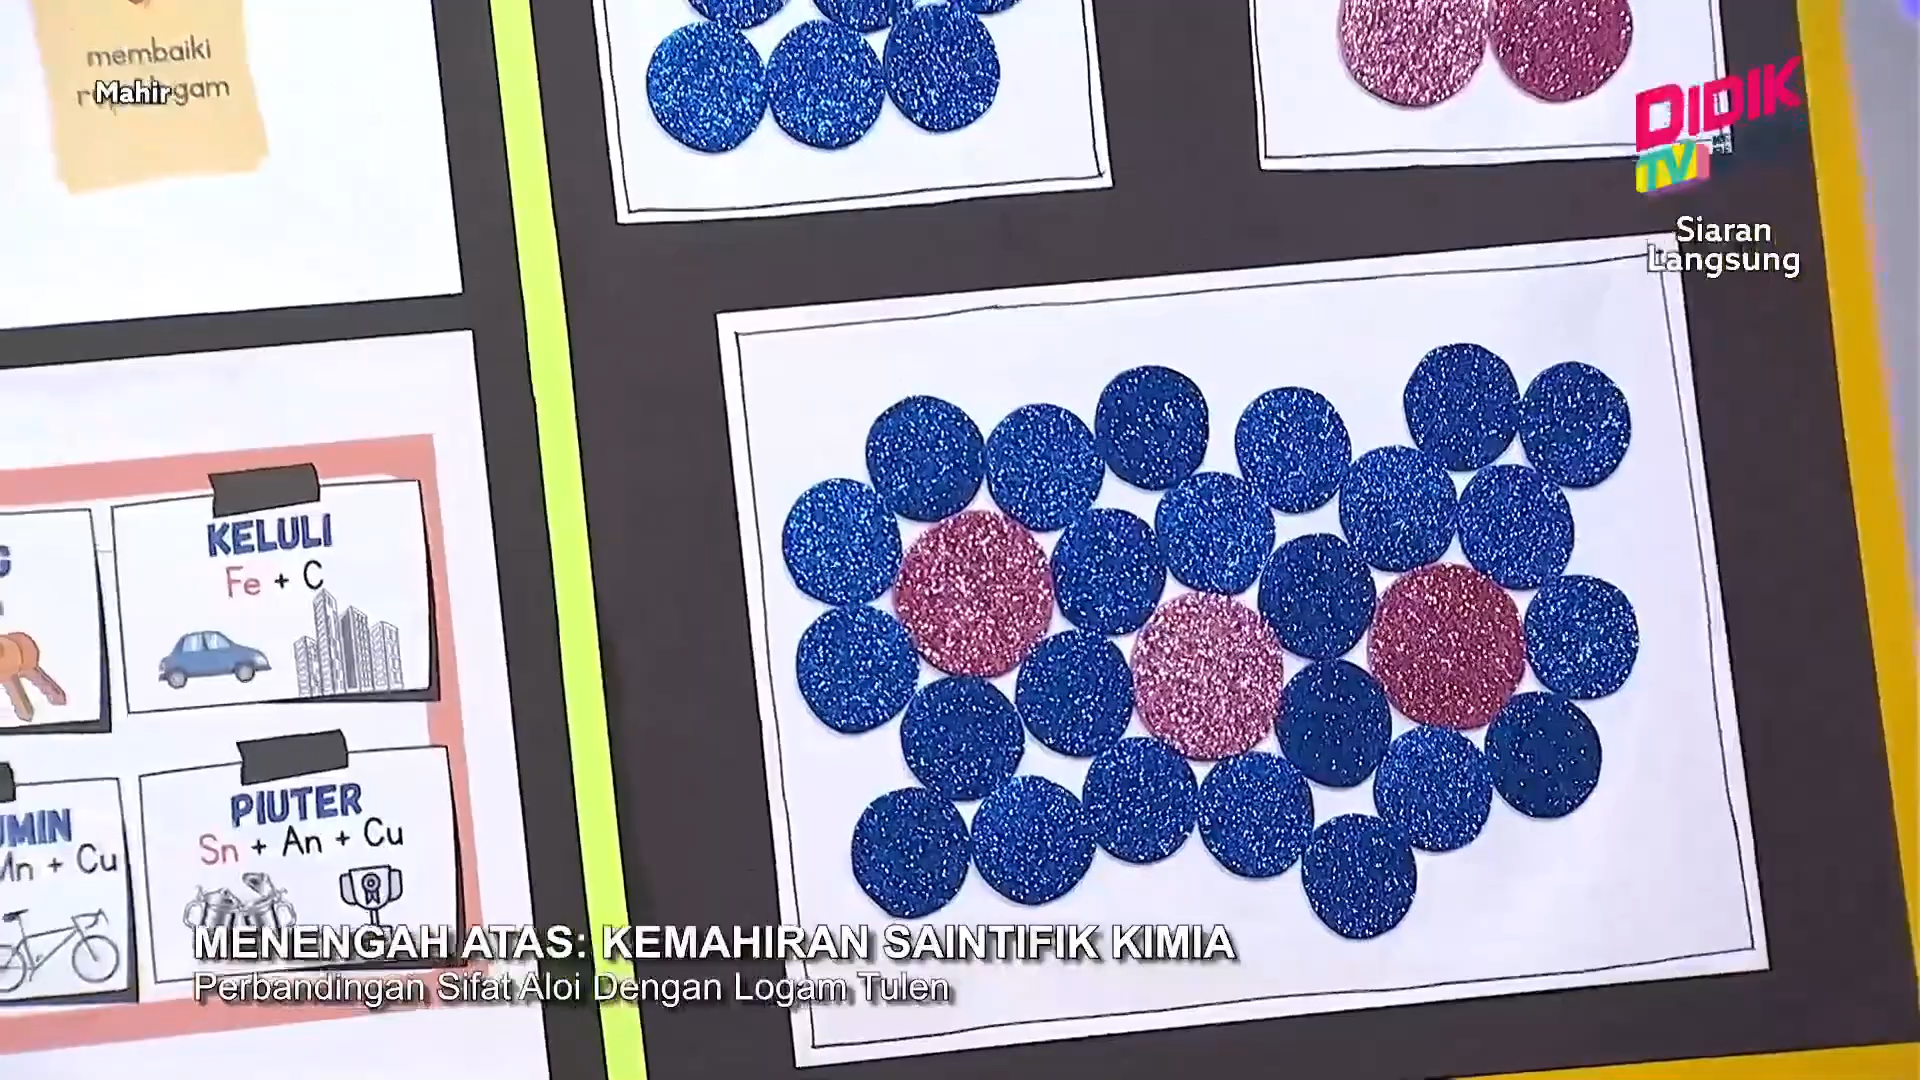 membaiki
Mahir
DIDIK
TV
Siaran
Langsung
KELULI
Fe + C
PIUTER
Sn + An + Cu
Mn + Cu
MENENGAH ATAS: KEMAHIRAN SAINTIFIK KIMIA
Perbandingan Sifat Aloi Dengan Logam Tulen